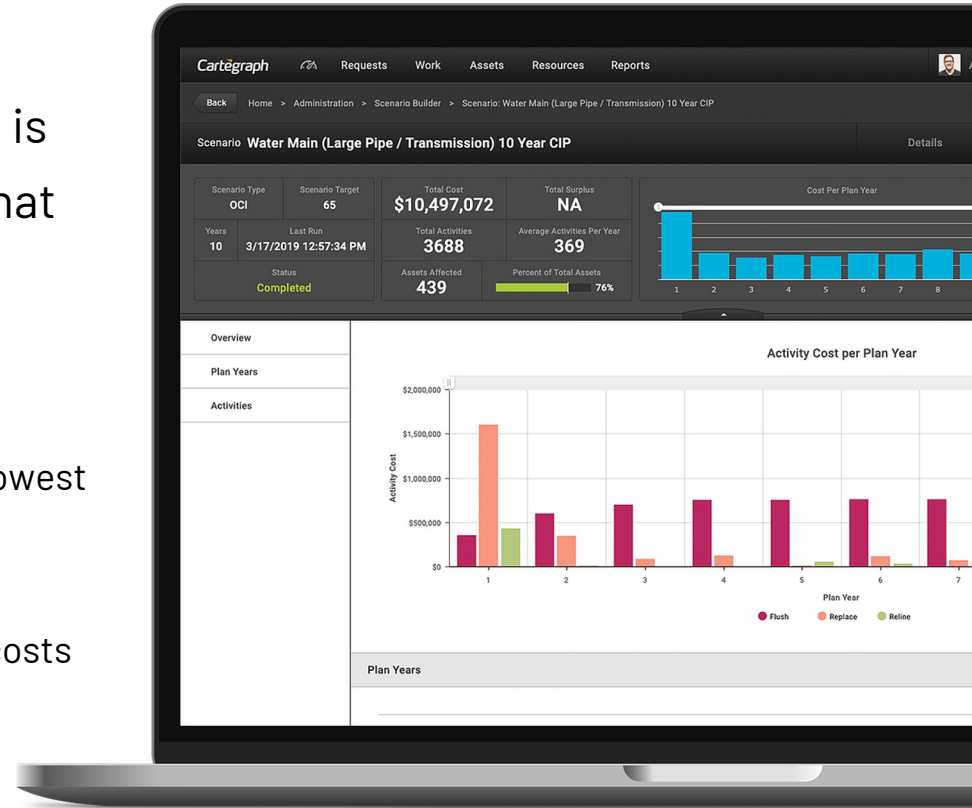 is
hat
owest
costs
Cartëgraph Requests Work Assets Resources Reports
Back Home > Administration > Scenario Builder > Scenario: Water Main (Large Pipe / Transmission) 10 Year CIP
Scenario Water Main (Large Pipe / Transmission) 10 Year CIP Details
Scenario Type Scenario Target Total Cost Total Surplus Cost Per Plan Year
OCI 65 $10,497,072 NA
Years Last Run Total Activities Average Activities Per Year
10 3/17/2019 12:57:34 PM 3688 369
Status Assets Affected Percent of Total Assets
Completed 439 76%
1 2 3 4 5 6 7 8
Overview
Plan Years
Activities
Activity Cost per Plan Year
Activity Cost
$2,000,000
$1,500,000
$1,000,000
$500,000
$0
1 2 3 4 5 6 7
Plan Year
Flush Replace Reline
Plan Years